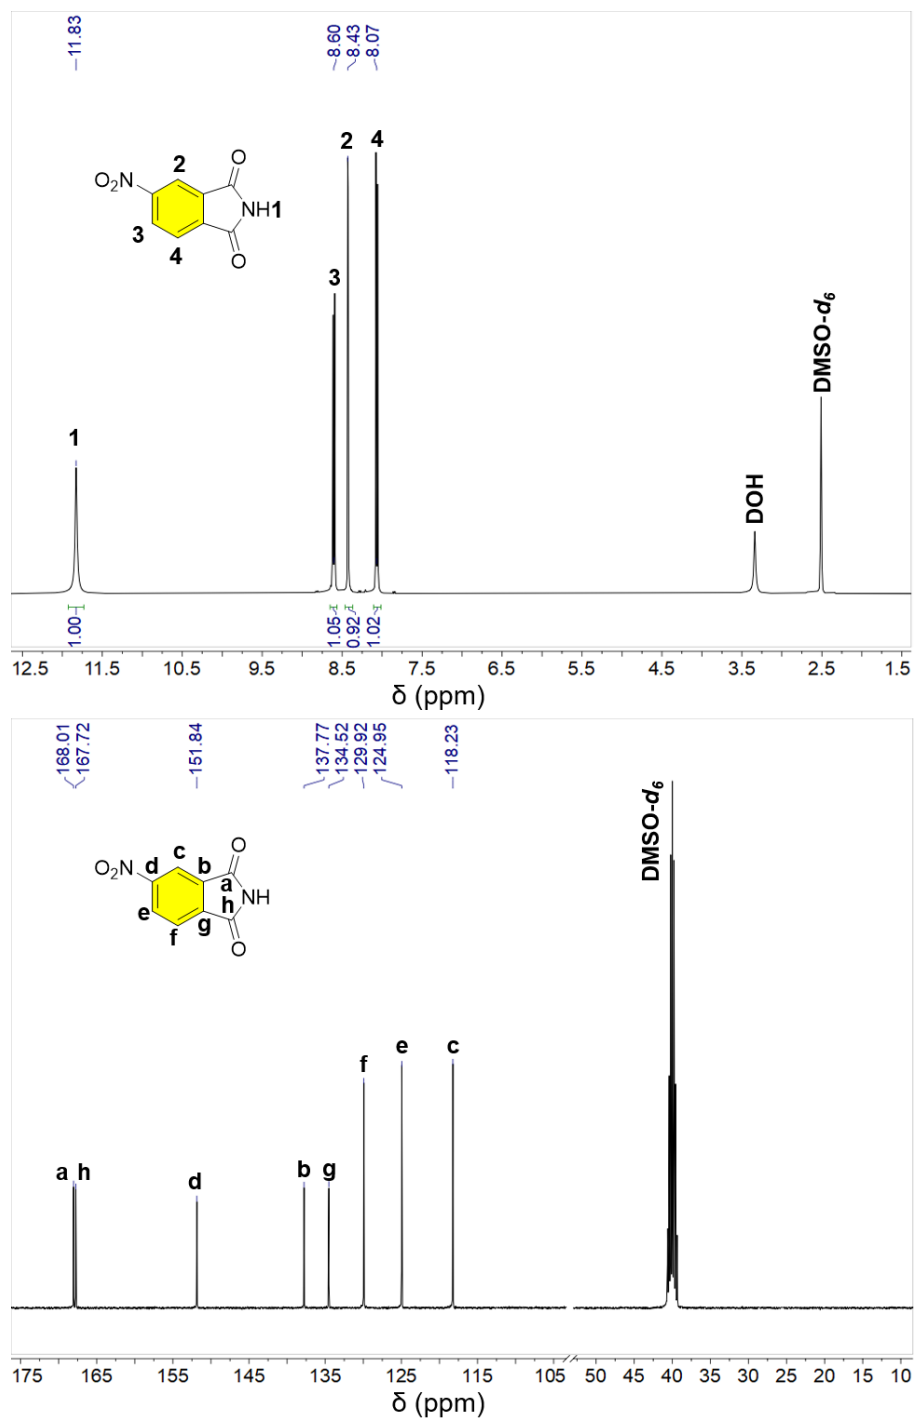 11.83
8.60
8.43
8.07
2
4
O₂N
O
NH1
3
4
O
3
1
DMSO-d₆
DOH
1.00
1.05
0.92
1.02
12.5 11.5 10.5 9.5 8.5 7.5 6.5 5.5 4.5 3.5 2.5 1.5
δ (ppm)
168.01
167.72
151.84
137.77
134.52
129.92
124.95
118.23
DMSO-d₆
O₂N
d
c
b
O
a
NH
h
e
f
g
O
f
e
c
a h
d
b
g
175 165 155 145 135 125 115 105 50 45 40 35 30 25 20 15 10
δ (ppm)